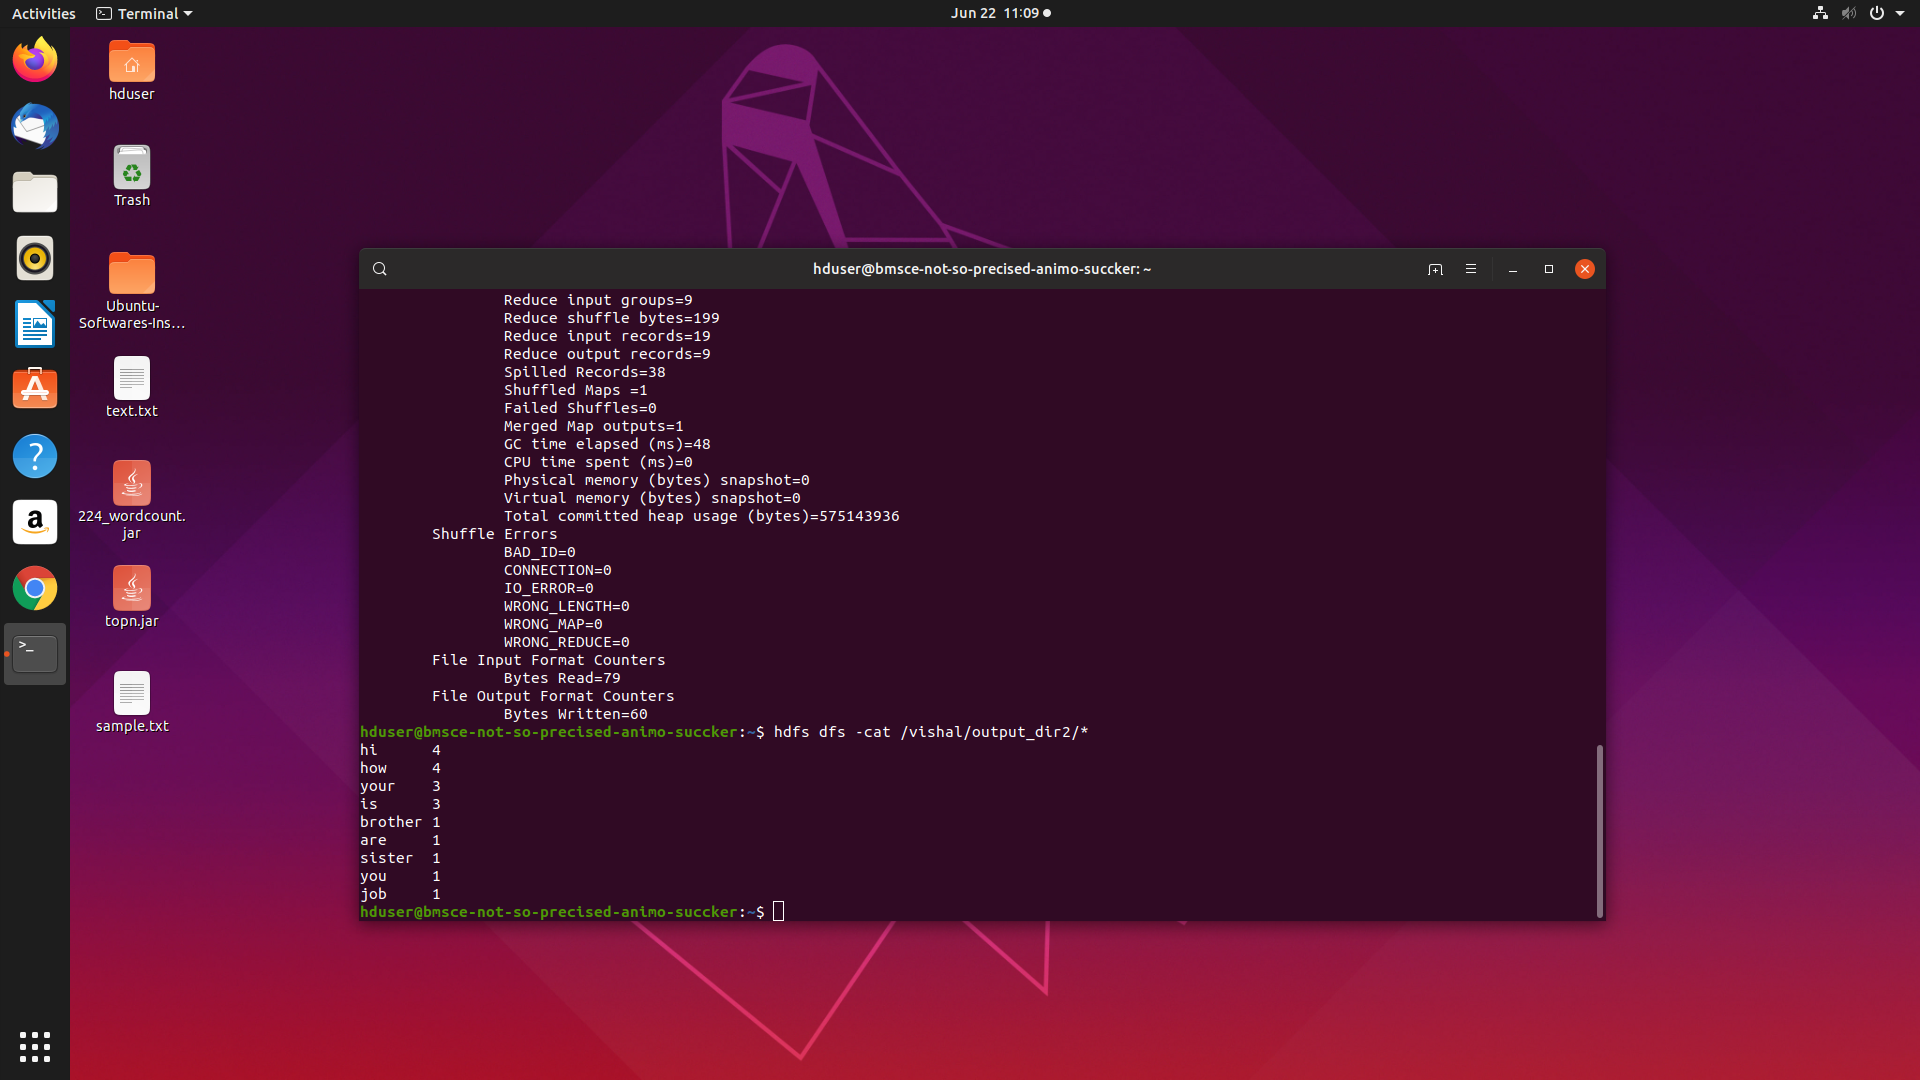 Activities Terminal Jun 22 11:09
hduser
Trash
Ubuntu-
Softwares-Ins...
text.txt
224_wordcount.
jar
topn.jar
sample.txt
hduser@bmsce-not-so-precised-animo-succker: ~
Reduce input groups=9
Reduce shuffle bytes=199
Reduce input records=19
Reduce output records=9
Spilled Records=38
Shuffled Maps =1
Failed Shuffles=0
Merged Map outputs=1
GC time elapsed (ms)=48
CPU time spent (ms)=0
Physical memory (bytes) snapshot=0
Virtual memory (bytes) snapshot=0
Total committed heap usage (bytes)=575143936
Shuffle Errors
BAD_ID=0
CONNECTION=0
IO_ERROR=0
WRONG_LENGTH=0
WRONG_MAP=0
WRONG_REDUCE=0
File Input Format Counters
Bytes Read=79
File Output Format Counters
Bytes Written=60
hduser@bmsce-not-so-precised-animo-succker:~$ hdfs dfs -cat /vishal/output_dir2/*
hi 4
how 4
your 3
is 3
brother 1
are 1
sister 1
you 1
job 1
hduser@bmsce-not-so-precised-animo-succker:~$